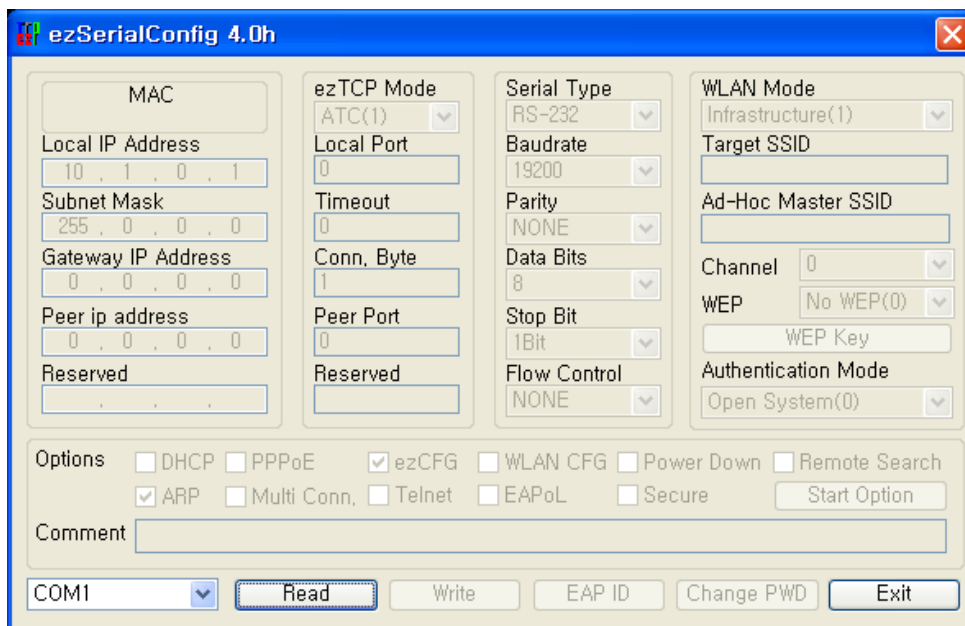 ezSerialConfig 4.0h
MAC
Local IP Address
10 . 1 . 0 . 1
Subnet Mask
255 . 0 . 0 . 0
Gateway IP Address
0 . 0 . 0 . 0
Peer ip address
0 . 0 . 0 . 0
Reserved
. . .
ezTCP Mode
ATC(1)
Local Port
0
Timeout
0
Conn. Byte
1
Peer Port
0
Reserved
Serial Type
RS-232
Baudrate
19200
Parity
NONE
Data Bits
8
Stop Bit
1Bit
Flow Control
NONE
WLAN Mode
Infrastructure(1)
Target SSID
Ad-Hoc Master SSID
Channel 0
WEP No WEP(0)
WEP Key
Authentication Mode
Open System(0)
Options DHCP PPPoE ezCFG WLAN CFG Power Down Remote Search
ARP Multi Conn. Telnet EAPoL Secure Start Option
Comment
COM1 Read Write EAP ID Change PWD Exit